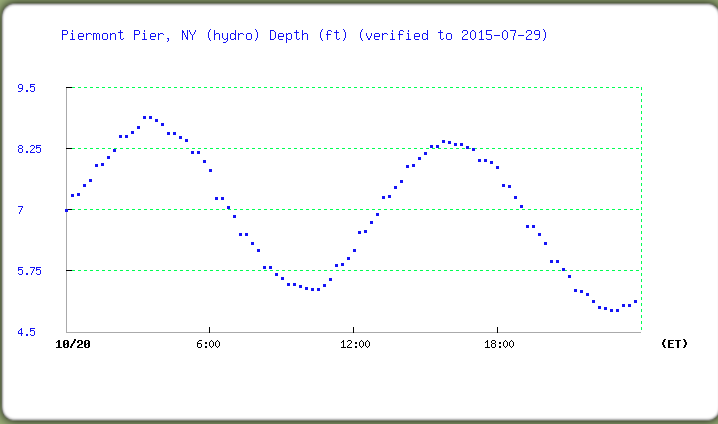 Piermont Pier, NY (hydro) Depth (ft) (verified to 2015-07-29)
9.5
8.25
7
5.75
4.5
10/20 6:00 12:00 18:00 (ET)